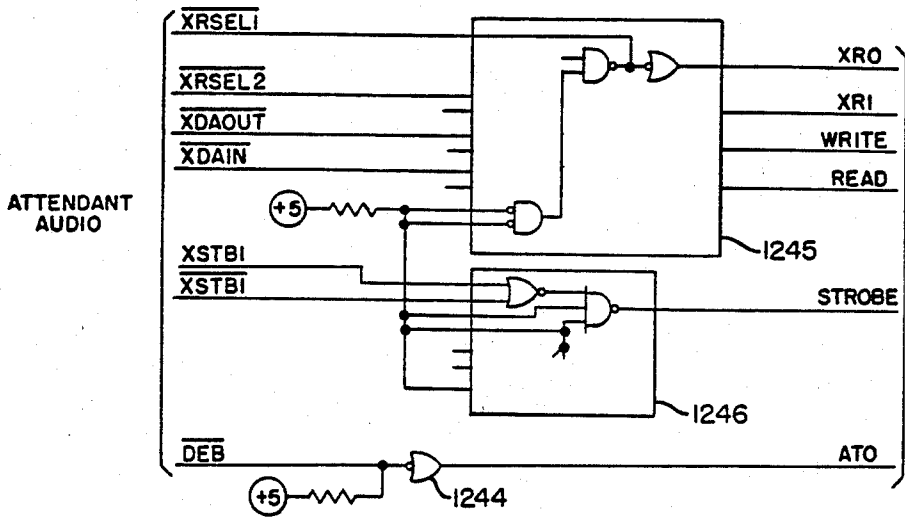 XRSEL1
XRO
XRSEL2
XR1
XDAOUT
WRITE
XDAIN
READ
ATTENDANT
AUDIO
+5
1245
XSTB1
XSTB1
STROBE
1246
DEB
ATO
+5
1244